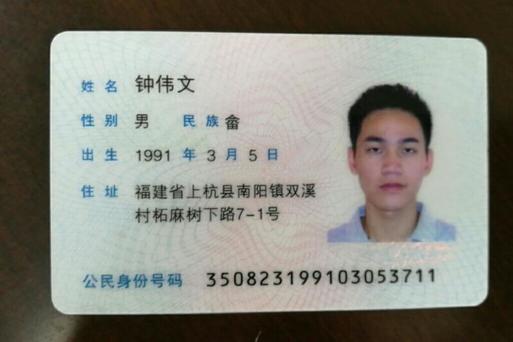 姓名 钟伟文
性别 男 民族 畲
出生 1991 年 3 月 5 日
住址 福建省上杭县南阳镇双溪
村柘麻树下路7-1号
公民身份号码 350823199103053711